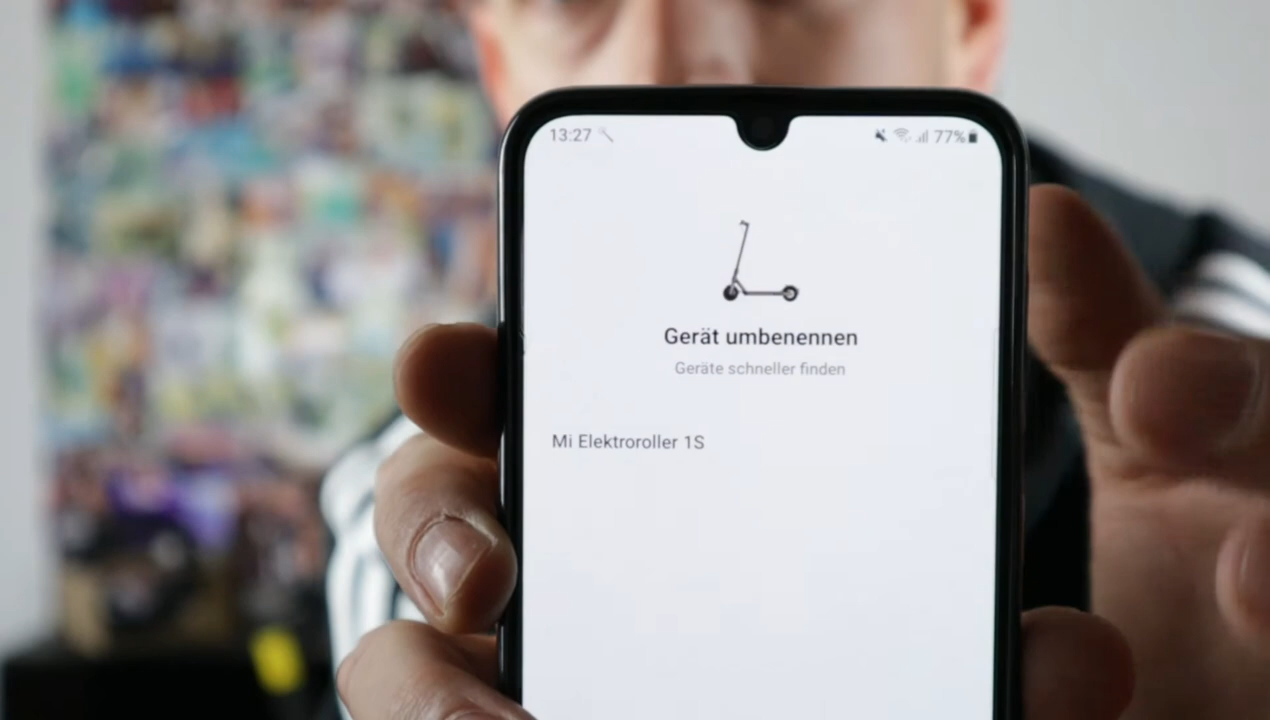 13:27 77%
Gerät umbenennen
Geräte schneller finden
Mi Elektroroller 1S